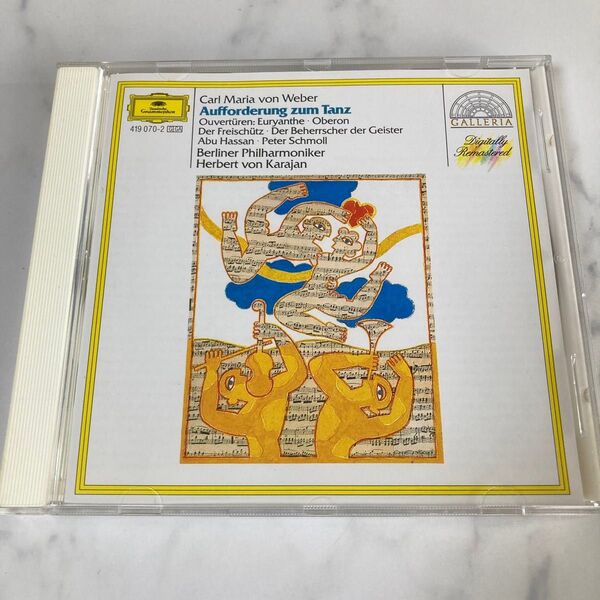 Deutsche
Grammophon
419 070-2 GEGA
Carl Maria von Weber
Aufforderung zum Tanz
Ouvertüren: Euryanthe · Oberon
Der Freischütz · Der Beherrscher der Geister
Abu Hassan · Peter Schmoll
Berliner Philharmoniker
Herbert von Karajan
GALLERIA
Digitally
Remastered